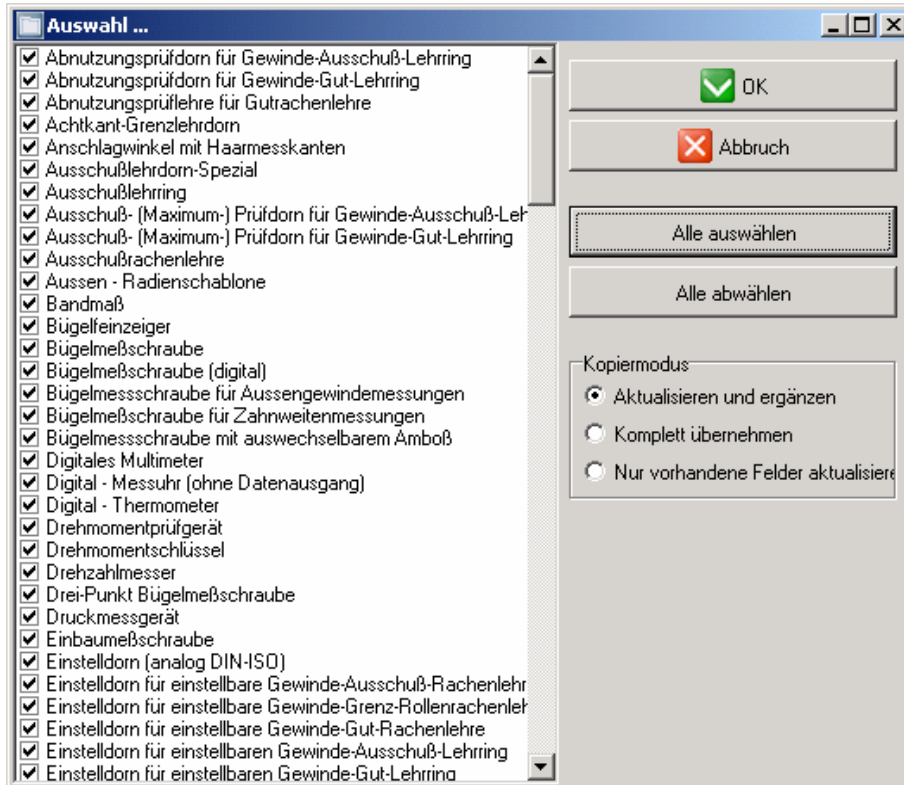 Auswahl ...
Abnutzungsprüfdorn für Gewinde-Ausschuß-Lehrring
Abnutzungsprüfdorn für Gewinde-Gut-Lehrring
Abnutzungsprüflehre für Gutrachenlehre
Achtkant-Grenzlehrdorn
Anschlagwinkel mit Haarmesskanten
Ausschußlehrdorn-Spezial
Ausschußlehrring
Ausschuß- (Maximum-) Prüfdorn für Gewinde-Ausschuß-Leh
Ausschuß- (Maximum-) Prüfdorn für Gewinde-Gut-Lehrring
Ausschußrachenlehre
Aussen - Radienschablone
Bandmaß
Bügelfeinzeiger
Bügelmeßschraube
Bügelmeßschraube (digital)
Bügelmessschraube für Aussengewindemessungen
Bügelmeßschraube für Zahnweitenmessungen
Bügelmessschraube mit auswechselbarem Amboß
Digitales Multimeter
Digital - Messuhr (ohne Datenausgang)
Digital - Thermometer
Drehmomentprüfgerät
Drehmomentschlüssel
Drehzahlmesser
Drei-Punkt Bügelmeßschraube
Druckmessgerät
Einbaumeßschraube
Einstelldorn (analog DIN-ISO)
Einstelldorn für einstellbare Gewinde-Ausschuß-Rachenlehr
Einstelldorn für einstellbare Gewinde-Grenz-Rollenrachenleh
Einstelldorn für einstellbare Gewinde-Gut-Rachenlehre
Einstelldorn für einstellbaren Gewinde-Ausschuß-Lehrring
Einstelldorn für einstellbaren Gewinde-Gut-Lehrring
OK
Abbruch
Alle auswählen
Alle abwählen
Kopiermodus
Aktualisieren und ergänzen
Komplett übernehmen
Nur vorhandene Felder aktualisiere